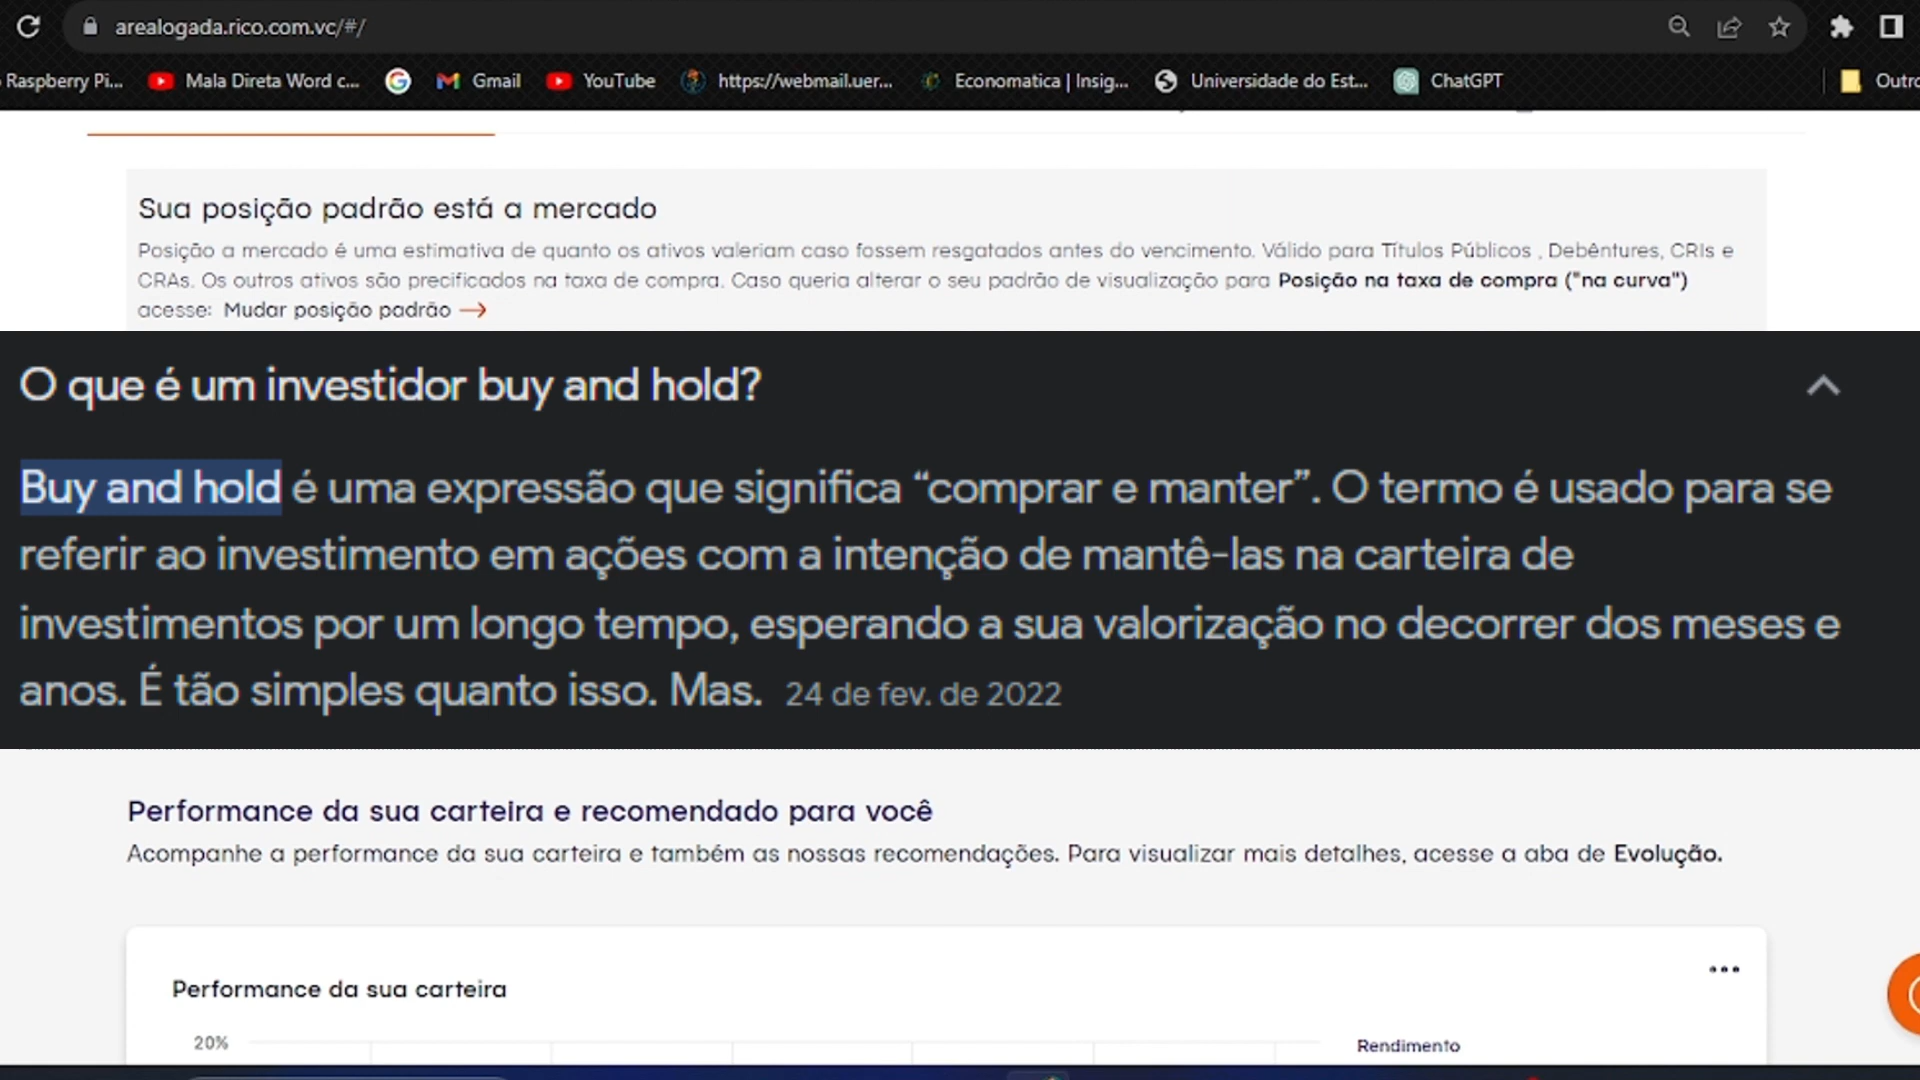 arealogada.rico.com.vc/#/
Raspberry Pi... Mala Direta Word c... Gmail YouTube https://webmail.uer... Economatica | Insig... Universidade do Est... ChatGPT Outro
Sua posição padrão está a mercado
Posição a mercado é uma estimativa de quanto os ativos valeriam caso fossem resgatados antes do vencimento. Válido para Títulos Públicos , Debêntures, CRIs e
CRAs. Os outros ativos são precificados na taxa de compra. Caso queria alterar o seu padrão de visualização para Posição na taxa de compra ("na curva")
acesse: Mudar posição padrão →
O que é um investidor buy and hold?
Buy and hold é uma expressão que significa “comprar e manter”. O termo é usado para se
referir ao investimento em ações com a intenção de mantê-las na carteira de
investimentos por um longo tempo, esperando a sua valorização no decorrer dos meses e
anos. É tão simples quanto isso. Mas. 24 de fev. de 2022
Performance da sua carteira e recomendado para você
Acompanhe a performance da sua carteira e também as nossas recomendações. Para visualizar mais detalhes, acesse a aba de Evolução.
Performance da sua carteira
20%
Rendimento